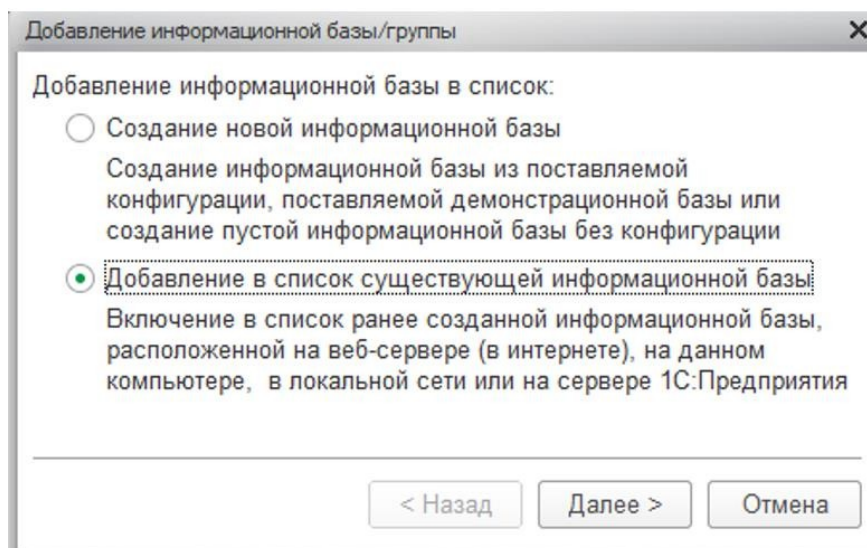 Добавление информационной базы/группы
Добавление информационной базы в список:
Создание новой информационной базы
Создание информационной базы из поставляемой
конфигурации, поставляемой демонстрационной базы или
создание пустой информационной базы без конфигурации
Добавление в список существующей информационной базы
Включение в список ранее созданной информационной базы,
расположенной на веб-сервере (в интернете), на данном
компьютере,  в локальной сети или на сервере 1С:Предприятия
< Назад Далее > Отмена